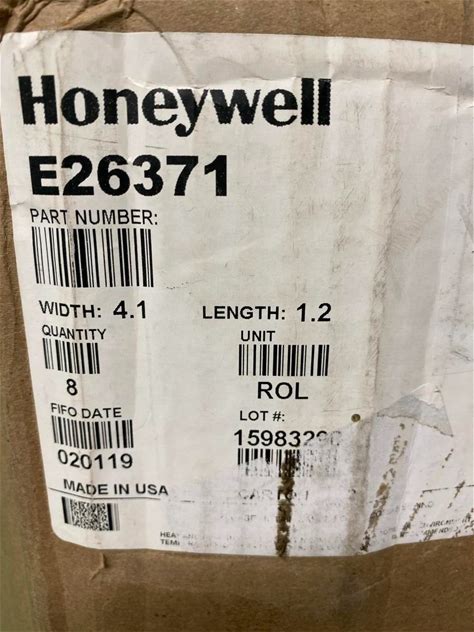 Honeywell
E26371
PART NUMBER:
WIDTH: 4.1 LENGTH: 1.2
QUANTITY UNIT
8 ROL
FIFO DATE LOT #:
020119 159832
MADE IN USA